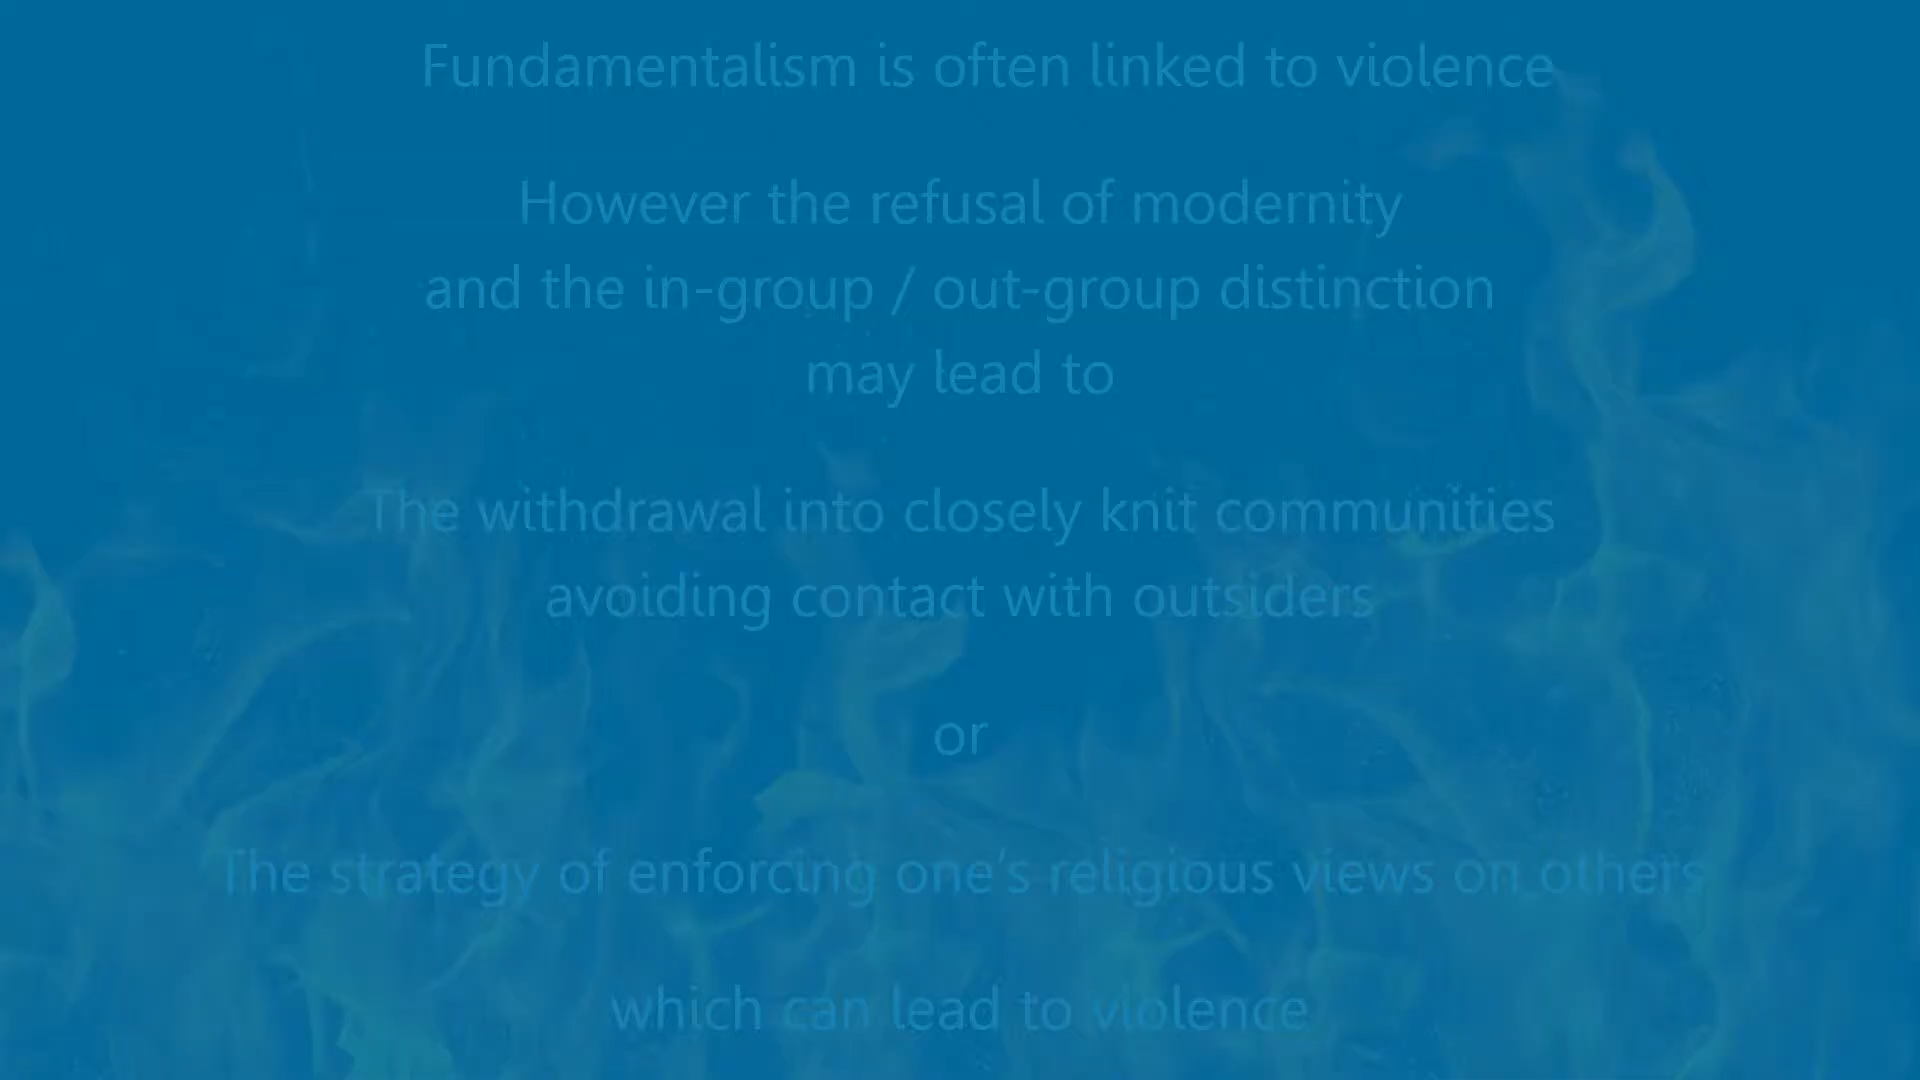 Fundamentalism is often linked to violence
However the refusal of modernity
and the in-group / out-group distinction
may lead to
The withdrawal into closely knit communities
avoiding contact with outsiders
or
The strategy of enforcing one's religious views on others
which can lead to violence